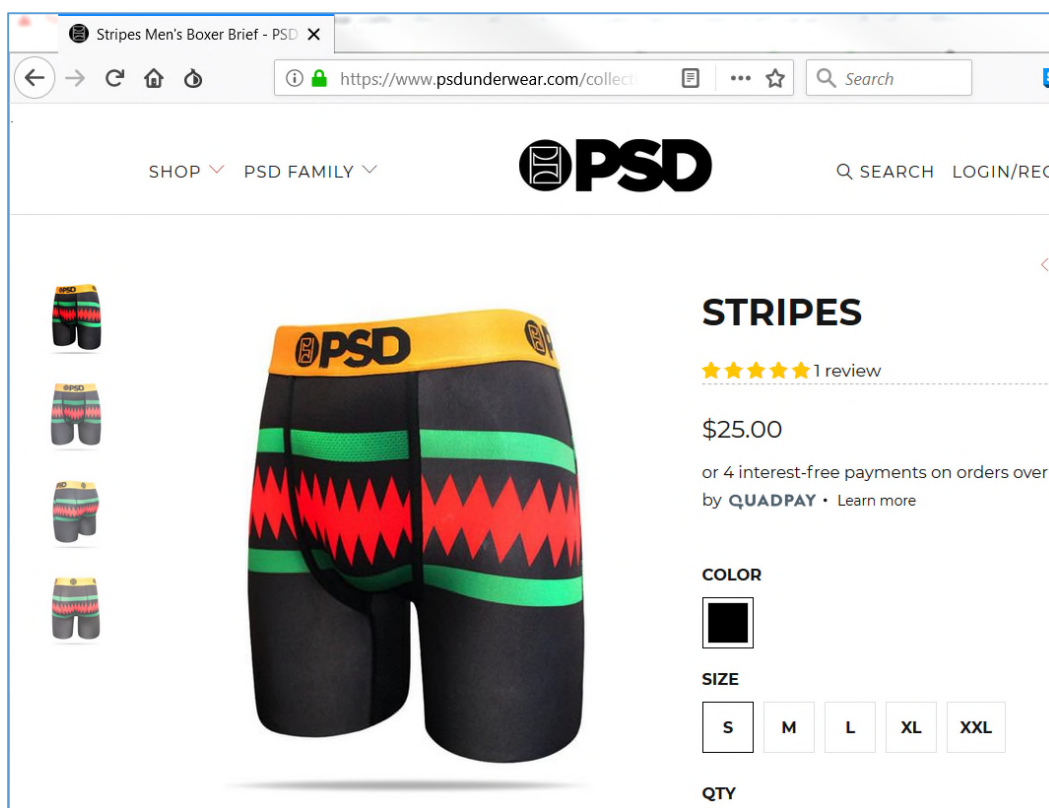 Stripes Men's Boxer Brief - PSD
https://www.psdunderwear.com/collect
Search
SHOP PSD FAMILY
PSD
SEARCH LOGIN/REG
PSD
STRIPES
1 review
$25.00
or 4 interest-free payments on orders over
by QUADPAY • Learn more
COLOR
SIZE
S M L XL XXL
QTY